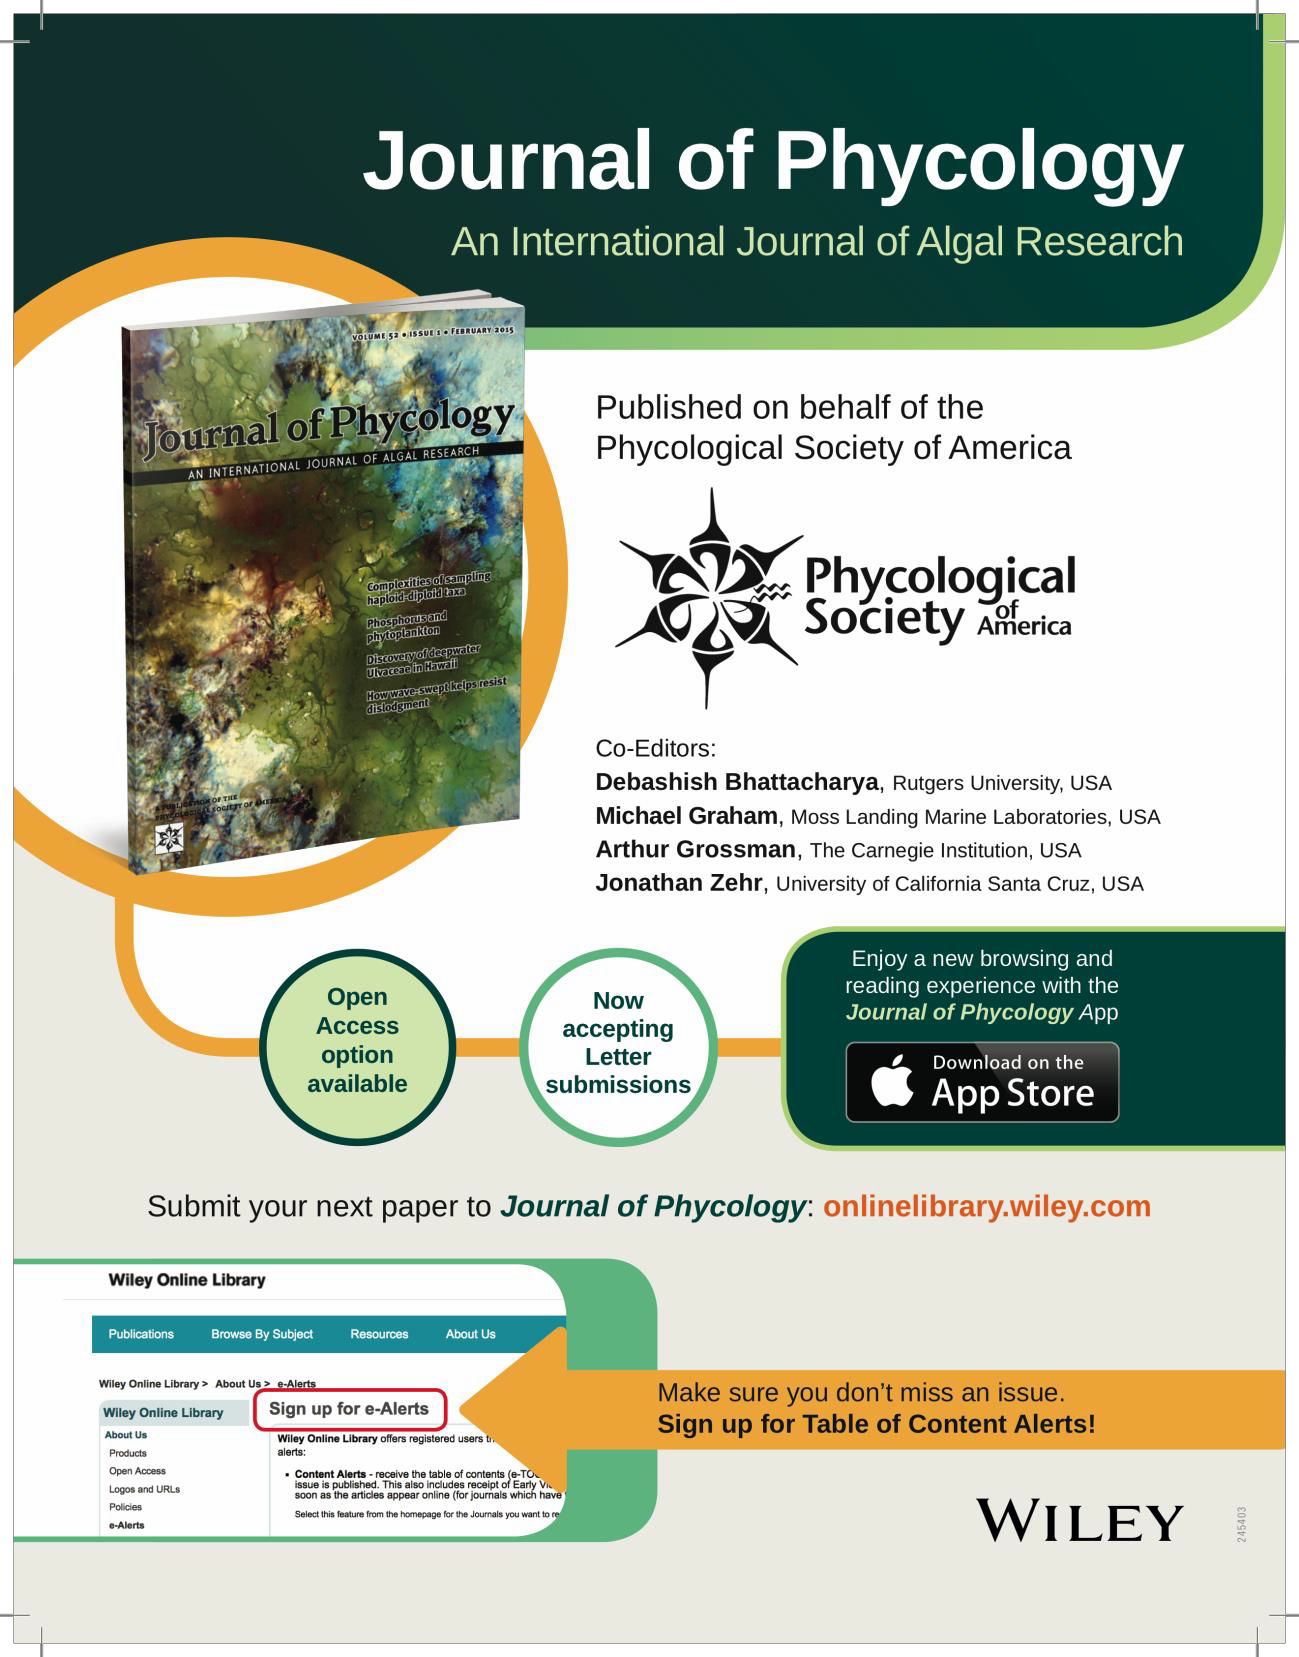 Journal of Phycology
An International Journal of Algal Research
VOLUME 52 • ISSUE 1 • FEBRUARY 2015
Journal of Phycology
AN INTERNATIONAL JOURNAL OF ALGAL RESEARCH
Complexities of sampling
haploid-diploid taxa
Phosphorus and
phytoplankton
Discovery of deepwater
Ulvaceae in Hawaii
How wave-swept kelps resist
dislodgment
A PUBLICATION OF THE
PHYCOLOGICAL SOCIETY OF AMERICA
Published on behalf of the
Phycological Society of America
Phycological
Society of
America
Co-Editors:
Debashish Bhattacharya, Rutgers University, USA
Michael Graham, Moss Landing Marine Laboratories, USA
Arthur Grossman, The Carnegie Institution, USA
Jonathan Zehr, University of California Santa Cruz, USA
Open
Access
option
available
Now
accepting
Letter
submissions
Enjoy a new browsing and
reading experience with the
Journal of Phycology App
Download on the
App Store
Submit your next paper to Journal of Phycology: onlinelibrary.wiley.com
Wiley Online Library
Publications Browse By Subject Resources About Us
Wiley Online Library > About Us > e-Alerts
Wiley Online Library
About Us
Products
Open Access
Logos and URLs
Policies
e-Alerts
Sign up for e-Alerts
Wiley Online Library offers registered users
alerts:
▪ Content Alerts - receive the table of contents (e-TOC
issue is published. This also includes receipt of Early
soon as the articles appear online (for journals which have
Select this feature from the homepage for the Journals you want to re
Make sure you don’t miss an issue.
Sign up for Table of Content Alerts!
WILEY
245403